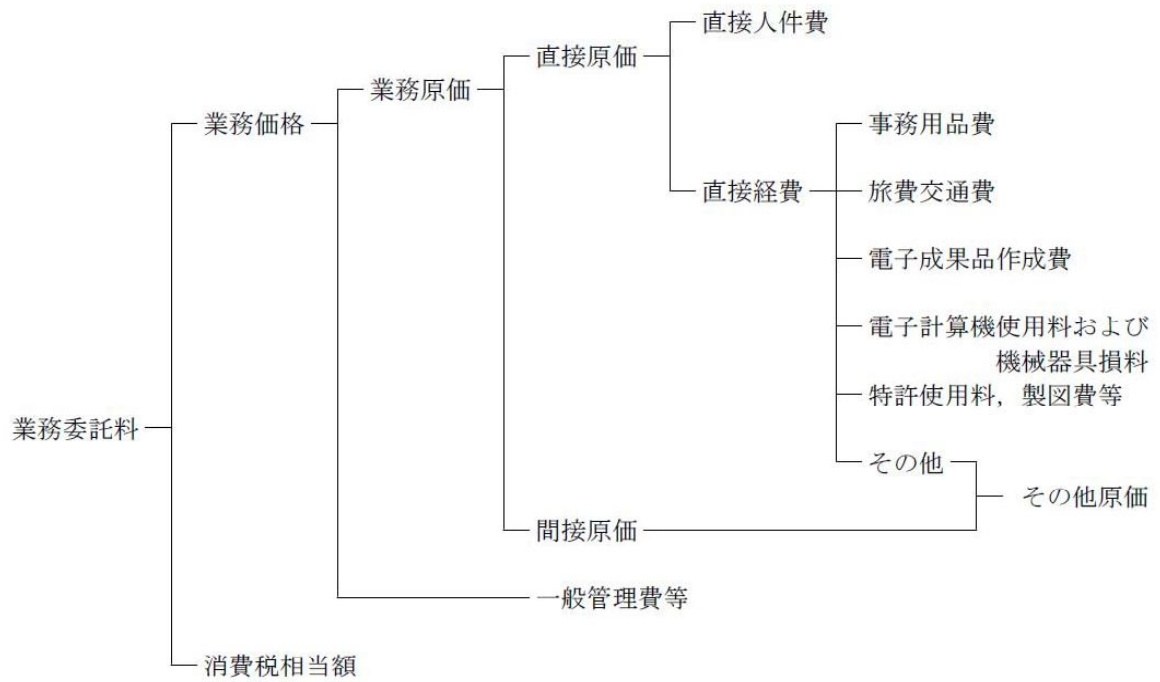 直接人件費
直接原価
業務原価
業務価格
事務用品費
直接経費
旅費交通費
電子成果品作成費
電子計算機使用料および
機械器具損料
特許使用料，製図費等
業務委託料
その他
その他原価
間接原価
一般管理費等
消費税相当額